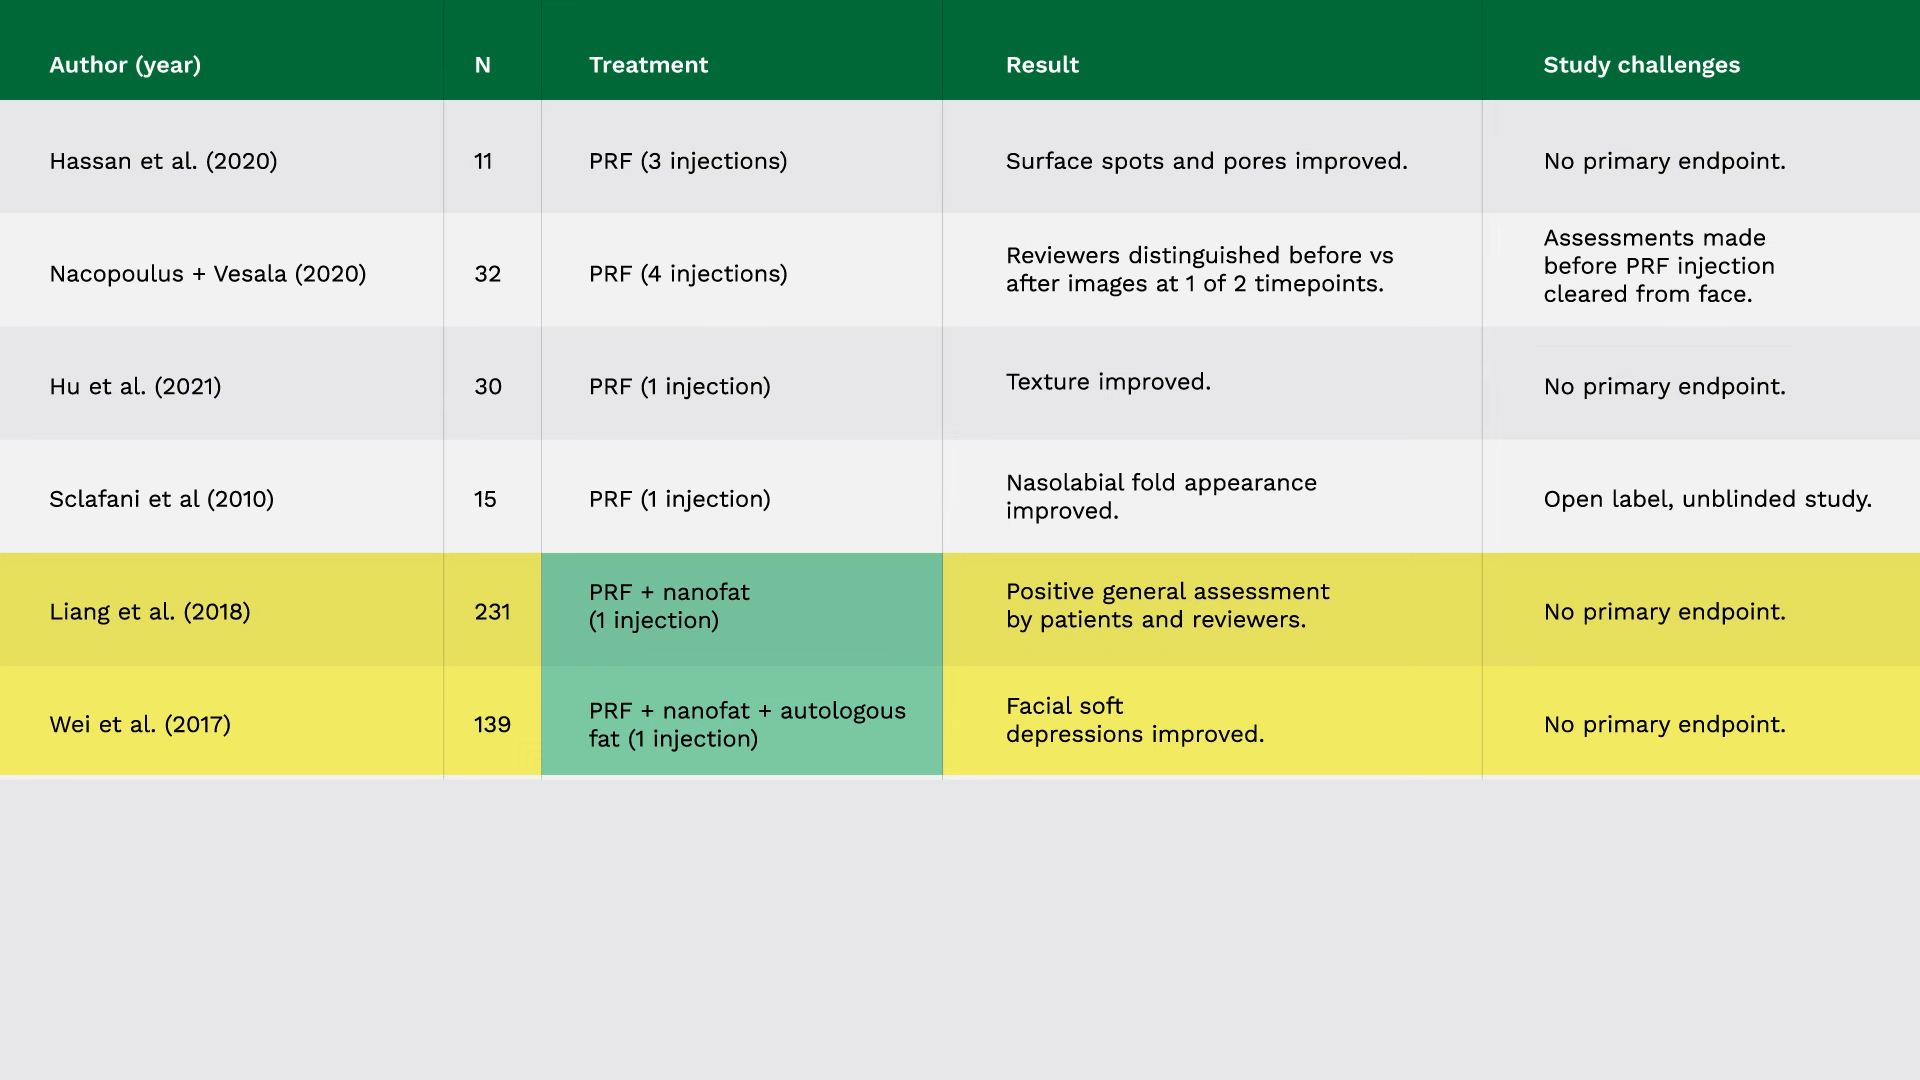 Author (year) N Treatment Result Study challenges
Hassan et al. (2020) 11 PRF (3 injections) Surface spots and pores improved. No primary endpoint.
Nacopoulus + Vesala (2020) 32 PRF (4 injections) Reviewers distinguished before vs
after images at 1 of 2 timepoints.
Assessments made
before PRF injection
cleared from face.
Hu et al. (2021) 30 PRF (1 injection) Texture improved. No primary endpoint.
Sclafani et al (2010) 15 PRF (1 injection) Nasolabial fold appearance
improved.
Open label, unblinded study.
Liang et al. (2018) 231 PRF + nanofat
(1 injection)
Positive general assessment
by patients and reviewers.
No primary endpoint.
Wei et al. (2017) 139 PRF + nanofat + autologous
fat (1 injection)
Facial soft
depressions improved.
No primary endpoint.